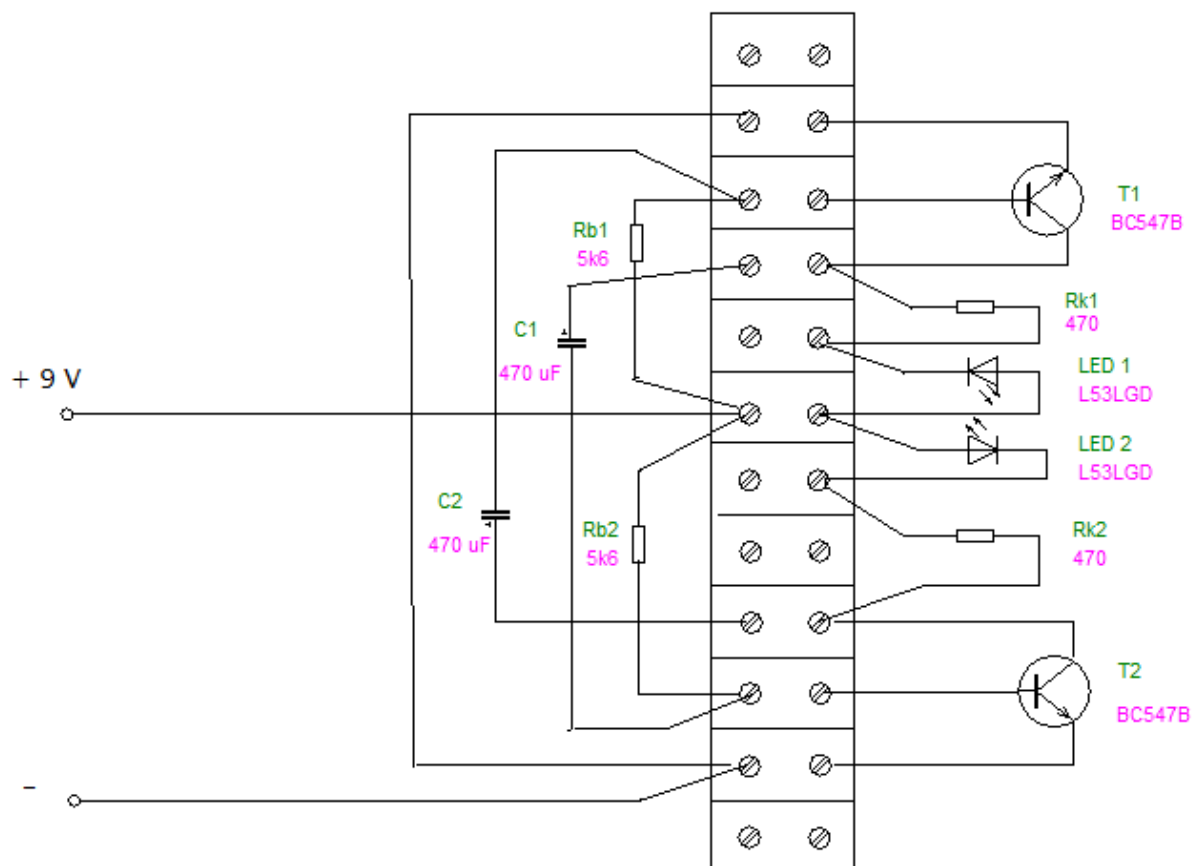 T1
BC547B
Rb1
5k6
Rk1
470
C1
470 uF
LED 1
L53LGD
+ 9 V
LED 2
L53LGD
C2
470 uF
Rb2
5k6
Rk2
470
T2
BC547B
-